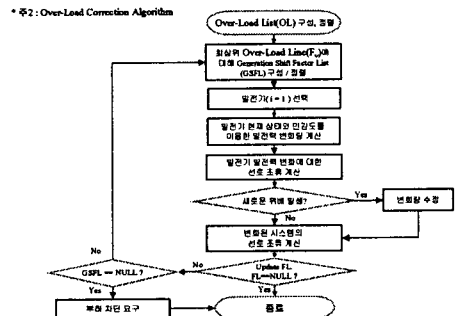 * 주2 : Over-Load Correction Algorithm
Over-Load List(OL) 구성, 정렬
최상위 Over-Load Line(F
대해 Generation Shift Factor List
(GSFL) 구성 / 정렬
발전기( i = 1 ) 선택
발전기 현재 상태와 민감도를
이용한 발전력 변화량 계산
발전기 발전력 변화에 대한
선로 조류 계산
새로운 위배 발생?
Yes
변화량 수정
No
변화된 시스템의
선로 조류 계산
No
GSFL == NULL ?
No
Update FL
FL==NULL ?
Yes
Yes
부하 차단 요구
종료